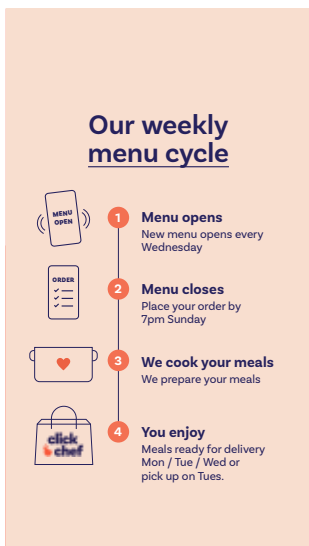 Our weekly
menu cycle
MENU
OPEN
1
Menu opens
New menu opens every
Wednesday
ORDER
2
Menu closes
Place your order by
7pm Sunday
3
We cook your meals
We prepare your meals
click
chef
4
You enjoy
Meals ready for delivery
Mon / Tue / Wed or
pick up on Tues.